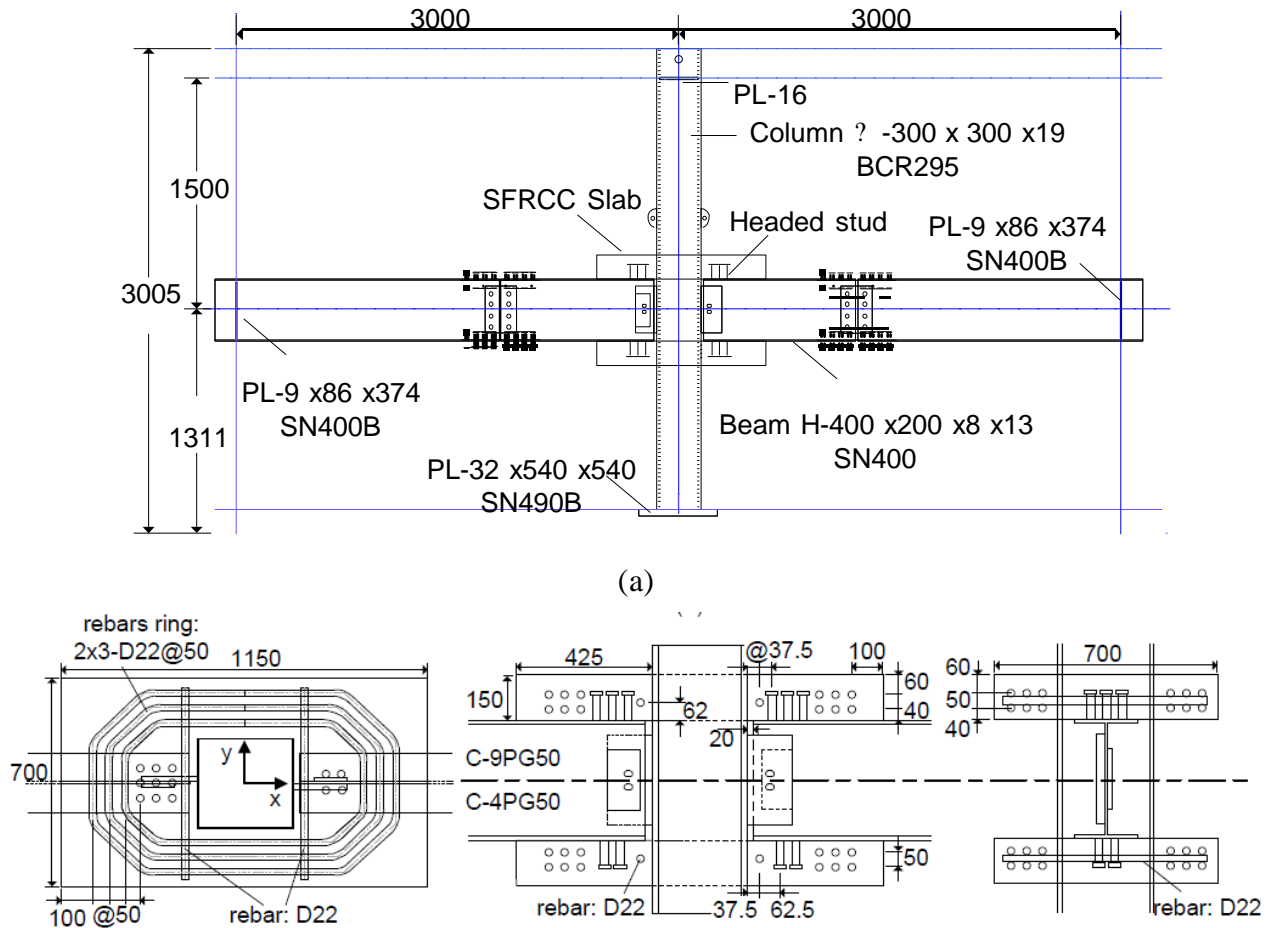 3000
3000
PL-16
Column ? -300 x 300 x19
BCR295
1500
SFRCC Slab
Headed stud
PL-9 x86 x374
SN400B
3005
PL-9 x86 x374
SN400B
1311
Beam H-400 x200 x8 x13
SN400
PL-32 x540 x540
SN490B
(a)
rebars ring:
2x3-D22@50
1150
700
y
x
100 @50
rebar: D22
425
@37.5
100
150
62
60
50
40
20
C-9PG50
C-4PG50
50
rebar: D22
37.5 62.5
700
60
50
40
rebar: D22